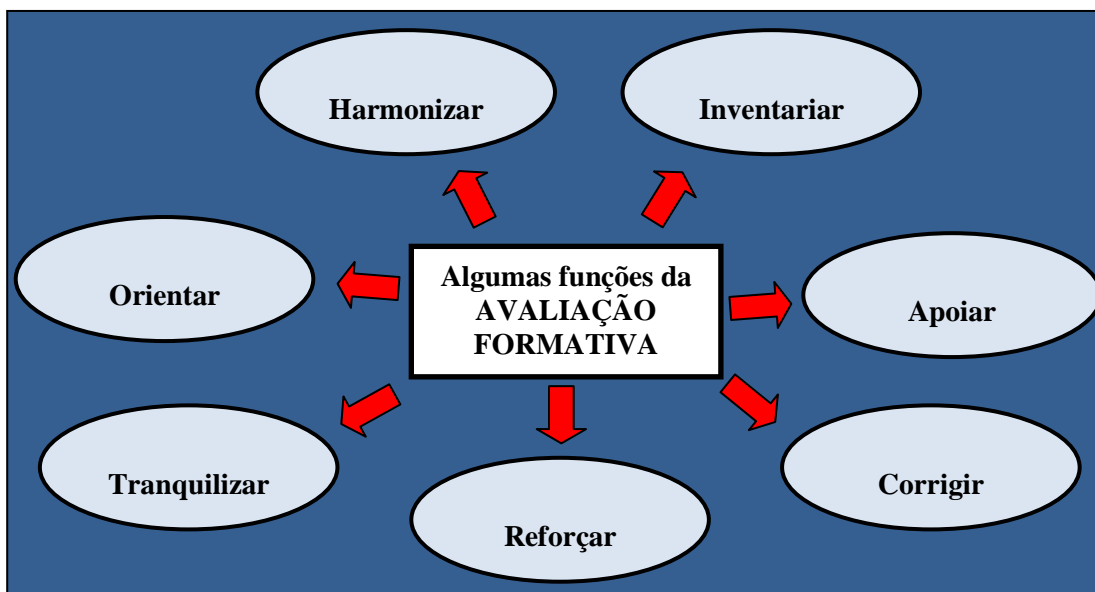 Harmonizar
Inventariar
Algumas funções da
AVALIAÇÃO
FORMATIVA
Orientar
Apoiar
Tranquilizar
Corrigir
Reforçar